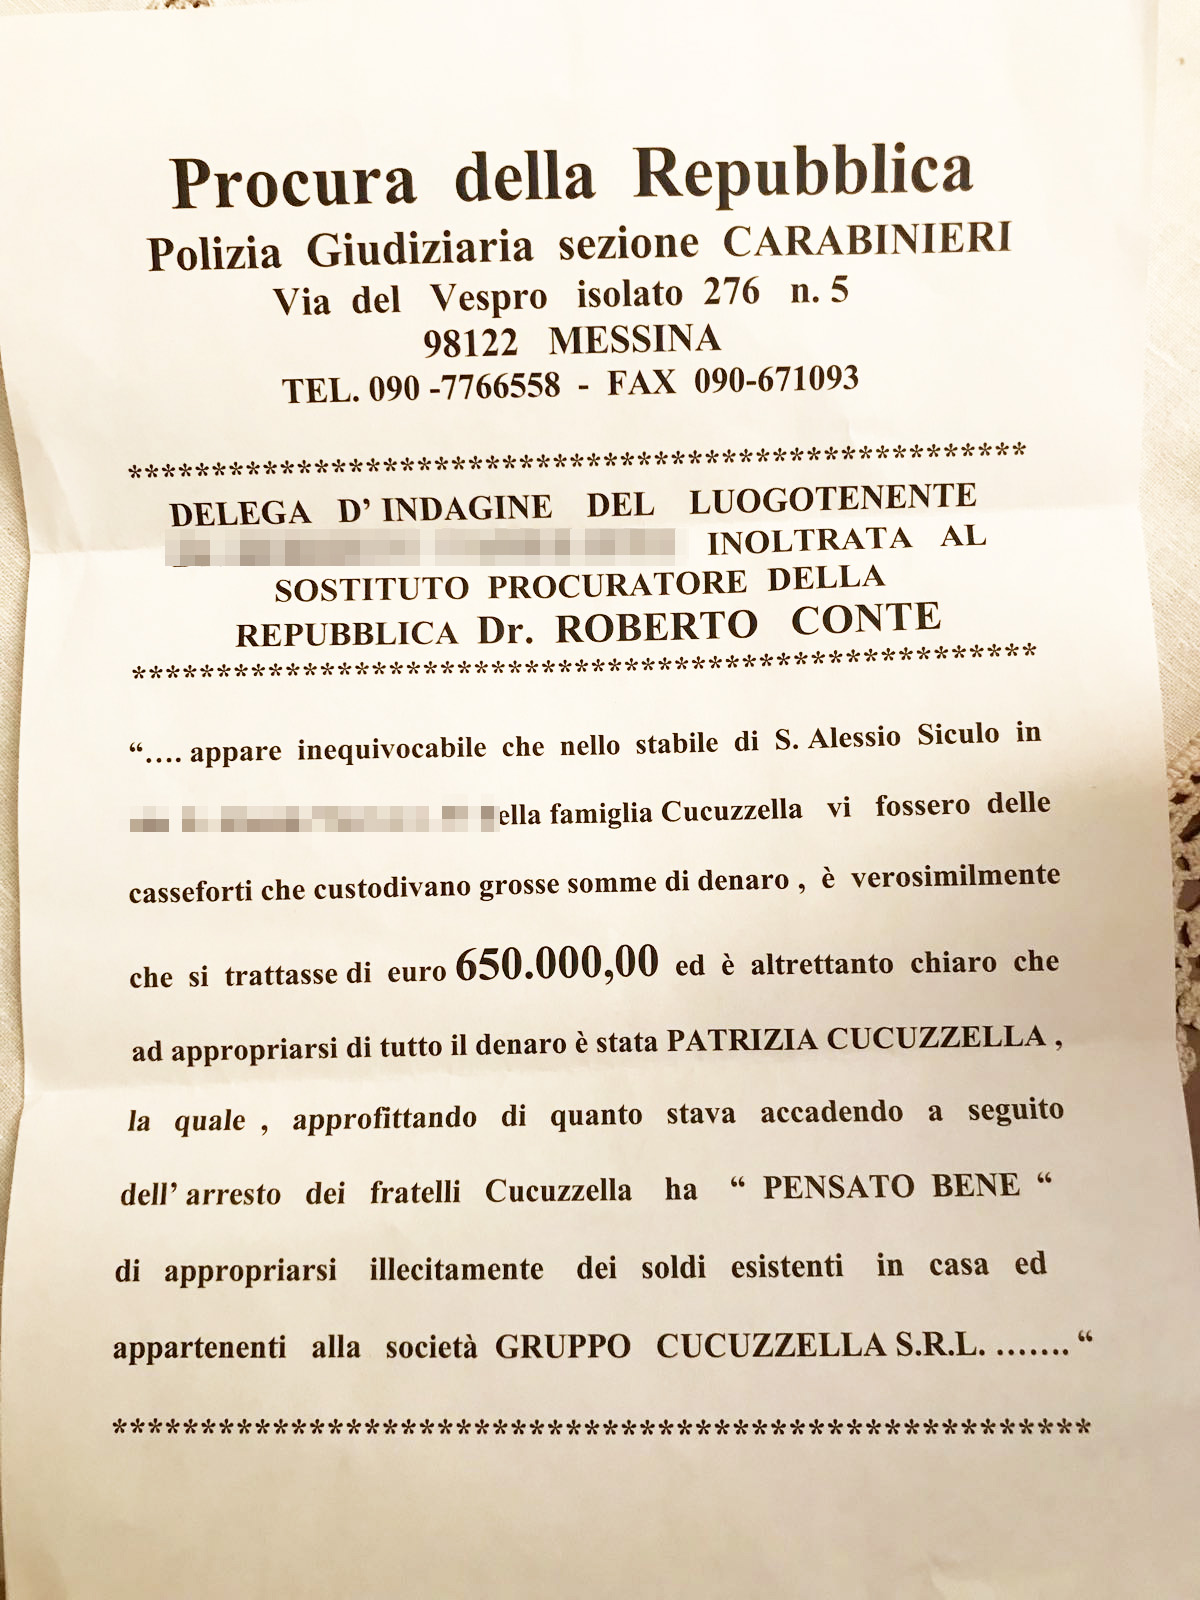 Procura della Repubblica
Polizia Giudiziaria sezione CARABINIERI
Via del Vespro isolato 276 n. 5
98122 MESSINA
TEL. 090 -7766558 - FAX 090-671093
*****************************************************
DELEGA D' INDAGINE DEL LUOGOTENENTE
INOLTRATA AL
SOSTITUTO PROCURATORE DELLA
REPUBBLICA Dr. ROBERTO CONTE
*****************************************************
“.... appare inequivocabile che nello stabile di S. Alessio Siculo in
ella famiglia Cucuzzella vi fossero delle
casseforti che custodivano grosse somme di denaro , è verosimilmente
che si trattasse di euro 650.000,00 ed è altrettanto chiaro che
ad appropriarsi di tutto il denaro è stata PATRIZIA CUCUZZELLA ,
la quale , approfittando di quanto stava accadendo a seguito
dell' arresto dei fratelli Cucuzzella ha “ PENSATO BENE “
di appropriarsi illecitamente dei soldi esistenti in casa ed
appartenenti alla società GRUPPO CUCUZZELLA S.R.L. ....... “
*****************************************************